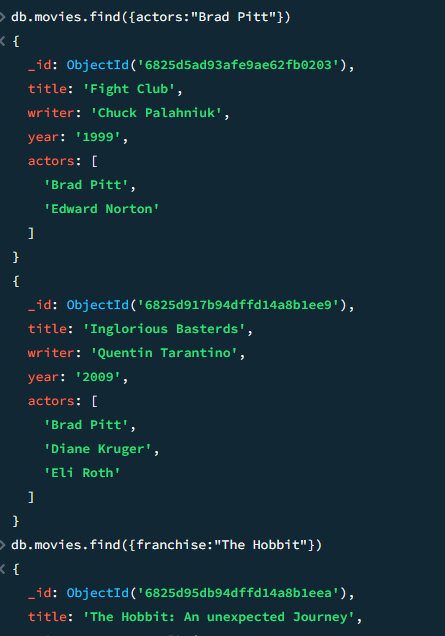 db.movies.find({actors:"Brad Pitt"})
{
_id: ObjectId('6825d5ad93afe9ae62fb0203'),
title: 'Fight Club',
writer: 'Chuck Palahniuk',
year: '1999',
actors: [
'Brad Pitt',
'Edward Norton'
]
}
{
_id: ObjectId('6825d917b94dffd14a8b1ee9'),
title: 'Inglorious Basterds',
writer: 'Quentin Tarantino',
year: '2009',
actors: [
'Brad Pitt',
'Diane Kruger',
'Eli Roth'
]
}
db.movies.find({franchise:"The Hobbit"})
{
_id: ObjectId('6825d95db94dffd14a8b1eea'),
title: 'The Hobbit: An unexpected Journey',